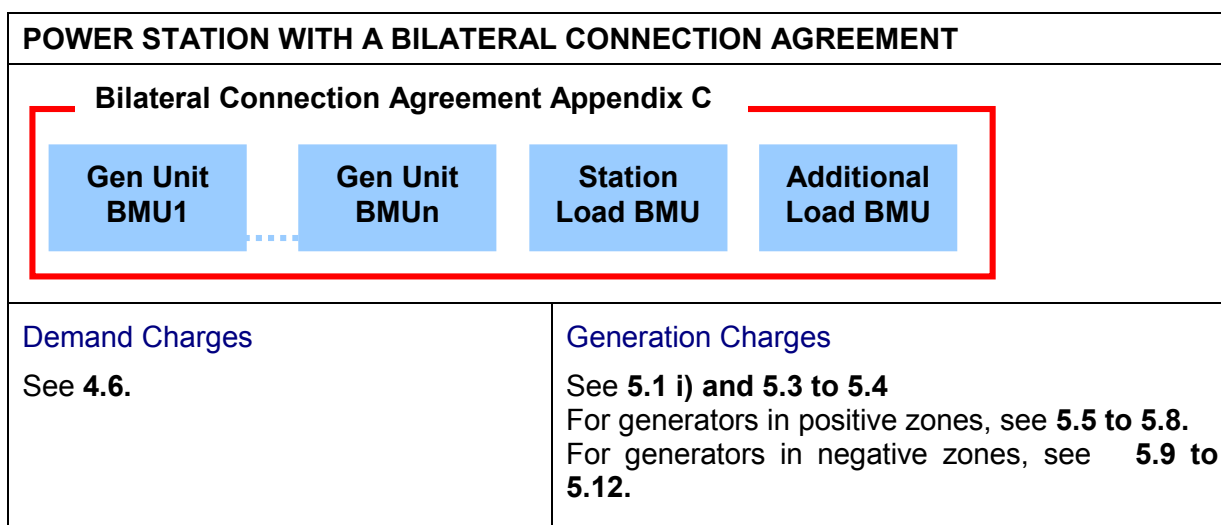 POWER STATION WITH A BILATERAL CONNECTION AGREEMENT
Bilateral Connection Agreement Appendix C
Gen Unit
BMU1
Gen Unit
BMUn
Station
Load BMU
Additional
Load BMU
Demand Charges
See 4.6.
Generation Charges
See 5.1 i) and 5.3 to 5.4
For generators in positive zones, see 5.5 to 5.8.
For generators in negative zones, see 5.9 to
5.12.